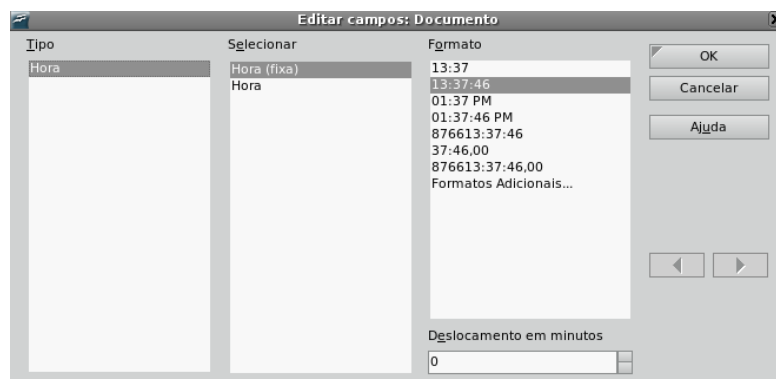 Editar campos: Documento
Tipo
Hora
Selecionar
Hora (fixa)
Hora
Formato
13:37
13:37:46
01:37 PM
01:37:46 PM
876613:37:46
37:46,00
876613:37:46,00
Formatos Adicionais...
Deslocamento em minutos
0
OK
Cancelar
Ajuda